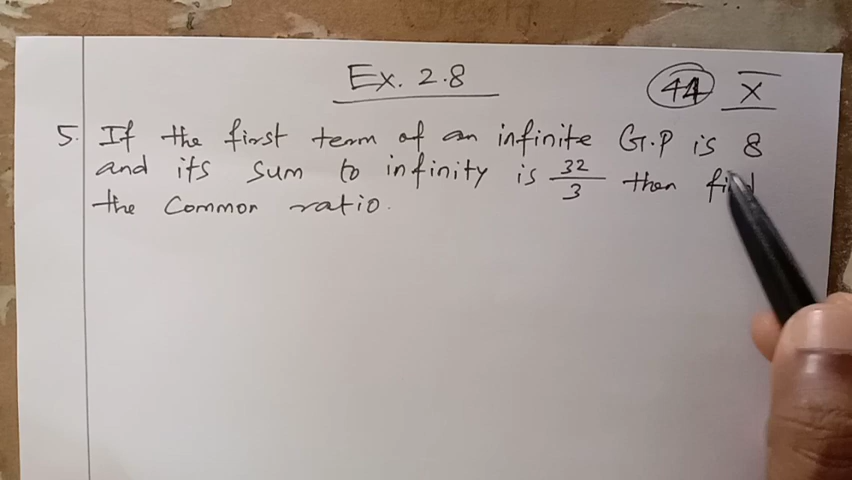 Ex. 2.8
44 X
5. If the first term of an infinite G.P is 8
and its sum to infinity is 32/3 then find
the Common ratio.